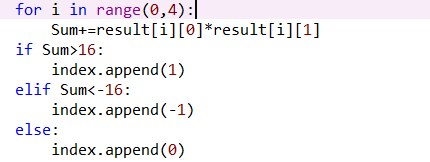 for i in range(0,4):
    Sum+=result[i][0]*result[i][1]
if Sum>16:
    index.append(1)
elif Sum<-16:
    index.append(-1)
else:
    index.append(0)